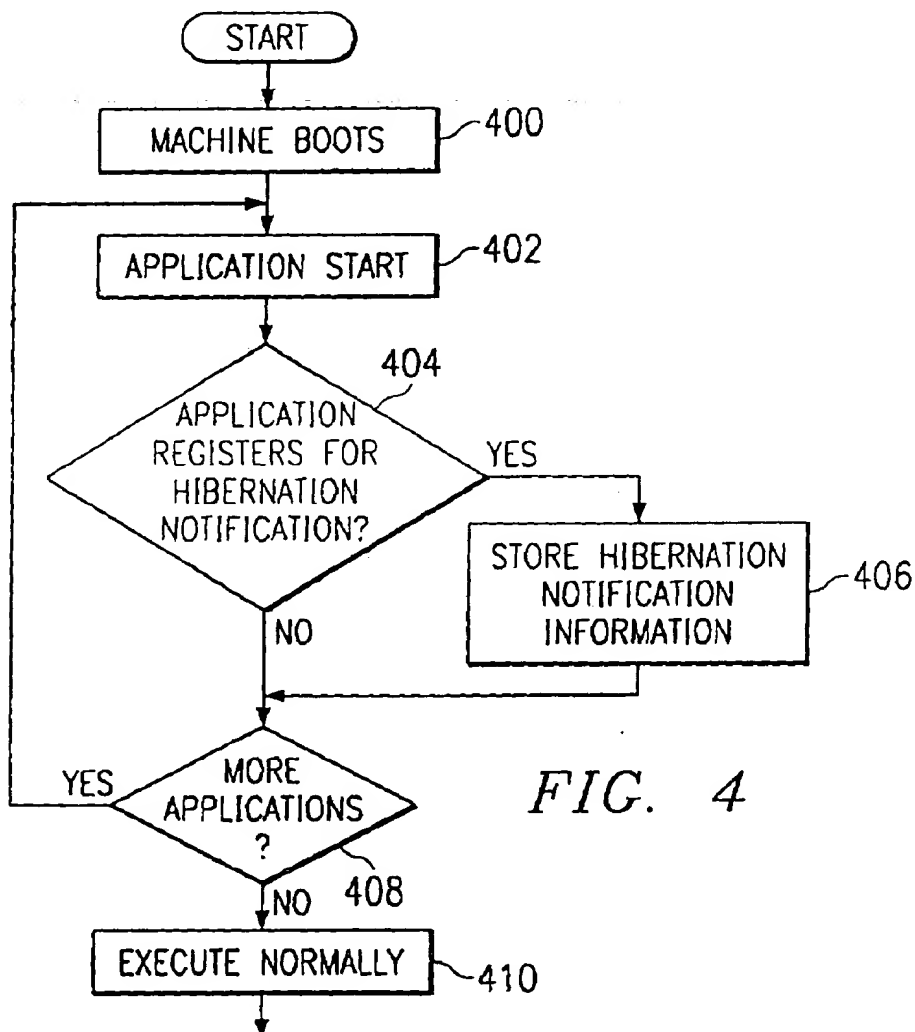 START
MACHINE BOOTS
400
APPLICATION START
402
404
APPLICATION
REGISTERS FOR
HIBERNATION
NOTIFICATION?
YES
STORE HIBERNATION
NOTIFICATION
INFORMATION
406
NO
YES
MORE
APPLICATIONS
?
408
FIG. 4
NO
EXECUTE NORMALLY
410